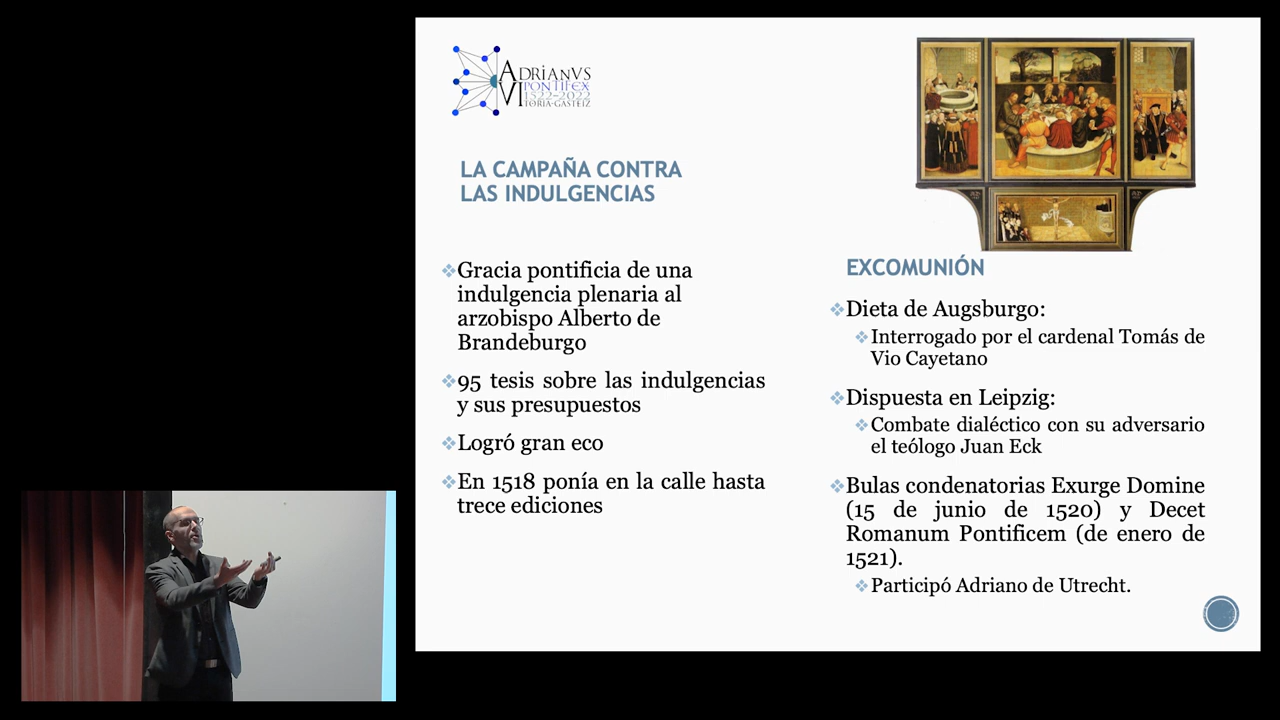 ADRIANVS
VI PONTIFEX
1522-2022
VITORIA-GASTEIZ
LA CAMPAÑA CONTRA
LAS INDULGENCIAS
Gracia pontificia de una
indulgencia plenaria al
arzobispo Alberto de
Brandeburgo
95 tesis sobre las indulgencias
y sus presupuestos
Logró gran eco
En 1518 ponía en la calle hasta
trece ediciones
EXCOMUNIÓN
Dieta de Augsburgo:
Interrogado por el cardenal Tomás de
Vio Cayetano
Dispuesta en Leipzig:
Combate dialéctico con su adversario
el teólogo Juan Eck
Bulas condenatorias Exurge Domine
(15 de junio de 1520) y Decet
Romanum Pontificem (de enero de
1521).
Participó Adriano de Utrecht.